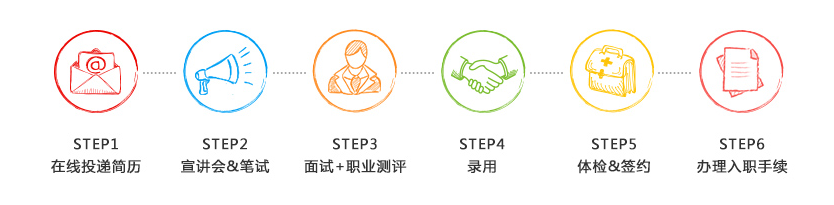 @
STEP1
在线投递简历
STEP2
宣讲会&笔试
STEP3
面试+职业测评
STEP4
录用
STEP5
体检&签约
STEP6
办理入职手续